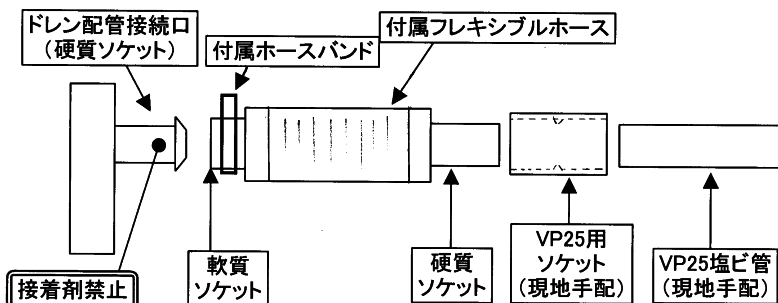 ドレン配管接続口
（硬質ソケット）
付属ホースバンド
付属フレキシブルホース
接着剤禁止
軟質
ソケット
硬質
ソケット
VP25用
ソケット
(現地手配)
VP25塩ビ管
(現地手配)